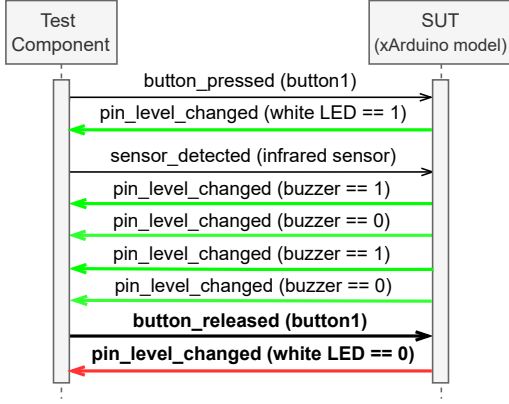 Test
Component
SUT
(xArduino model)
button_pressed (button1)
pin_level_changed (white LED == 1)
sensor_detected (infrared sensor)
pin_level_changed (buzzer == 1)
pin_level_changed (buzzer == 0)
pin_level_changed (buzzer == 1)
pin_level_changed (buzzer == 0)
button_released (button1)
pin_level_changed (white LED == 0)